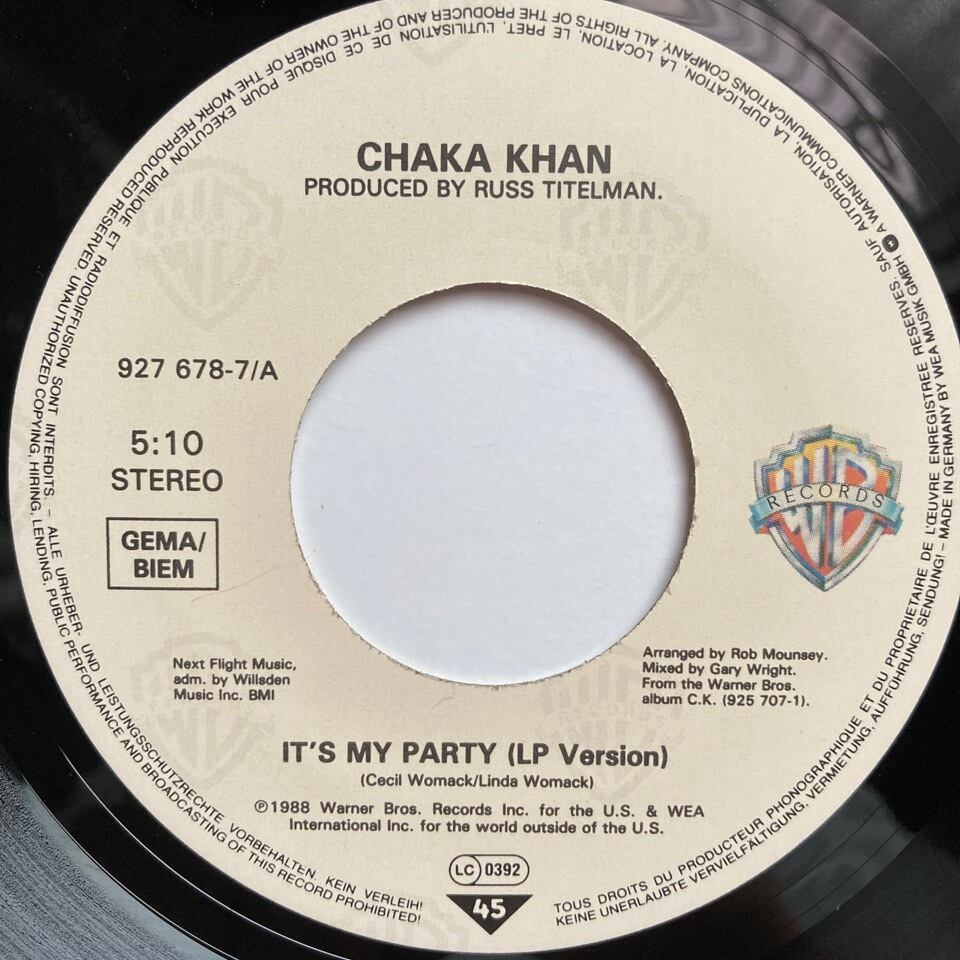 CHAKA KHAN
PRODUCED BY RUSS TITELMAN.
927 678-7/A
5:10
STEREO
GEMA/
BIEM
WB
RECORDS
Next Flight Music,
adm. by Willsden
Music Inc. BMI
Arranged by Rob Mounsey.
Mixed by Gary Wright.
From the Warner Bros.
album C.K. (925 707-1).
IT'S MY PARTY (LP Version)
(Cecil Womack/Linda Womack)
℗1988 Warner Bros. Records Inc. for the U.S. & WEA
International Inc. for the world outside of the U.S.
LC 0392
45
TOUS DROITS DU PRODUCTEUR PHONOGRAPHIQUE ET DU PROPRIETAIRE DE L'ŒUVRE ENREGISTREE RESERVES. SAUF AUTORISATION, LA DUPLICATION, LA LOCATION, LE PRET, L'UTILISATION DE CE DISQUE POUR EXECUTION PUBLIQUE ET RADIODIFFUSION SONT INTERDITS. – ALLE URHEBER- UND LEISTUNGSSCHUTZRECHTE VORBEHALTEN. KEIN VERLEIH!
KEINE UNERLAUBTE VERVIELFÄLTIGUNG, VERMIETUNG, AUFFÜHRUNG, SENDUNG! – MADE IN GERMANY BY WEA MUSIK GMBH A WARNER COMMUNICATIONS COMPANY. ALL RIGHTS OF THE PRODUCER AND OF THE OWNER OF THE WORK REPRODUCED RESERVED. UNAUTHORIZED COPYING, HIRING, LENDING, PUBLIC PERFORMANCE AND BROADCASTING OF THIS RECORD PROHIBITED!